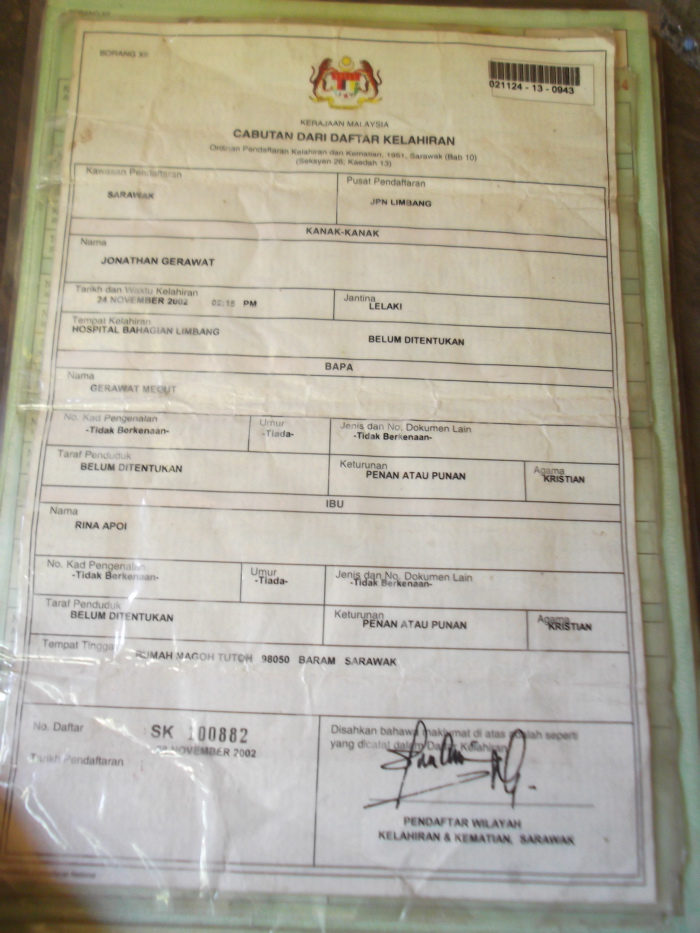 BORANG XII
021124 - 13 - 0943
KERAJAAN MALAYSIA
CABUTAN DARI DAFTAR KELAHIRAN
Ordinan Pendaftaran Kelahiran dan Kematian, 1951, Sarawak (Bab 10)
(Seksyen 26; Kaedah 13)
Kawasan Pendaftaran
SARAWAK
Pusat Pendaftaran
JPN LIMBANG
KANAK-KANAK
Nama
JONATHAN GERAWAT
Tarikh dan Waktu Kelahiran
24 NOVEMBER 2002 PM
Jantina
LELAKI
Tempat Kelahiran
HOSPITAL BAHAGIAN LIMBANG
BELUM DITENTUKAN
BAPA
Nama
GERAWAT MEGUT
No. Kad Pengenalan
-Tidak Berkenaan-
Umur
-Tiada-
Jenis dan No. Dokumen Lain
-Tidak Berkenaan-
Taraf Penduduk
BELUM DITENTUKAN
Keturunan
PENAN ATAU PUNAN
Agama
KRISTIAN
IBU
Nama
RINA APOI
No. Kad Pengenalan
-Tidak Berkenaan-
Umur
-Tiada-
Jenis dan No. Dokumen Lain
-Tidak Berkenaan-
Taraf Penduduk
BELUM DITENTUKAN
Keturunan
PENAN ATAU PUNAN
Agama
KRISTIAN
Tempat Tinggal
RUMAH MAGOH TUTOH 98050 BARAM SARAWAK
No. Daftar
SK 100882
Tarikh Pendaftaran
NOVEMBER 2002
Disahkan bahawa maklumat di atas adalah seperti
yang dicatat dalam Daftar Kelahiran
PENDAFTAR WILAYAH
KELAHIRAN & KEMATIAN, SARAWAK